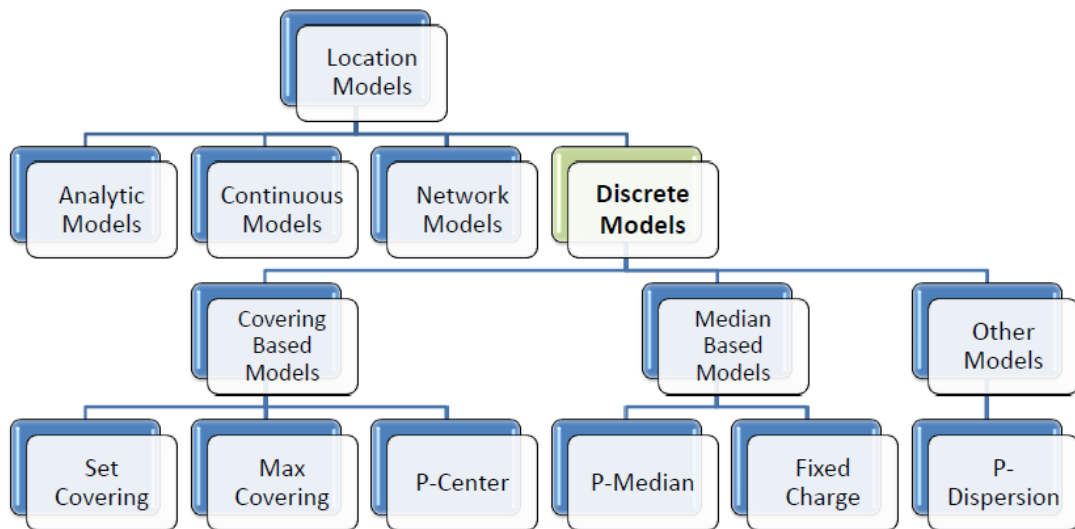 Location
Models
Analytic
Models
Continuous
Models
Network
Models
Discrete
Models
Covering
Based
Models
Median
Based
Models
Other
Models
Set
Covering
Max
Covering
P-Center
P-Median
Fixed
Charge
P-
Dispersion